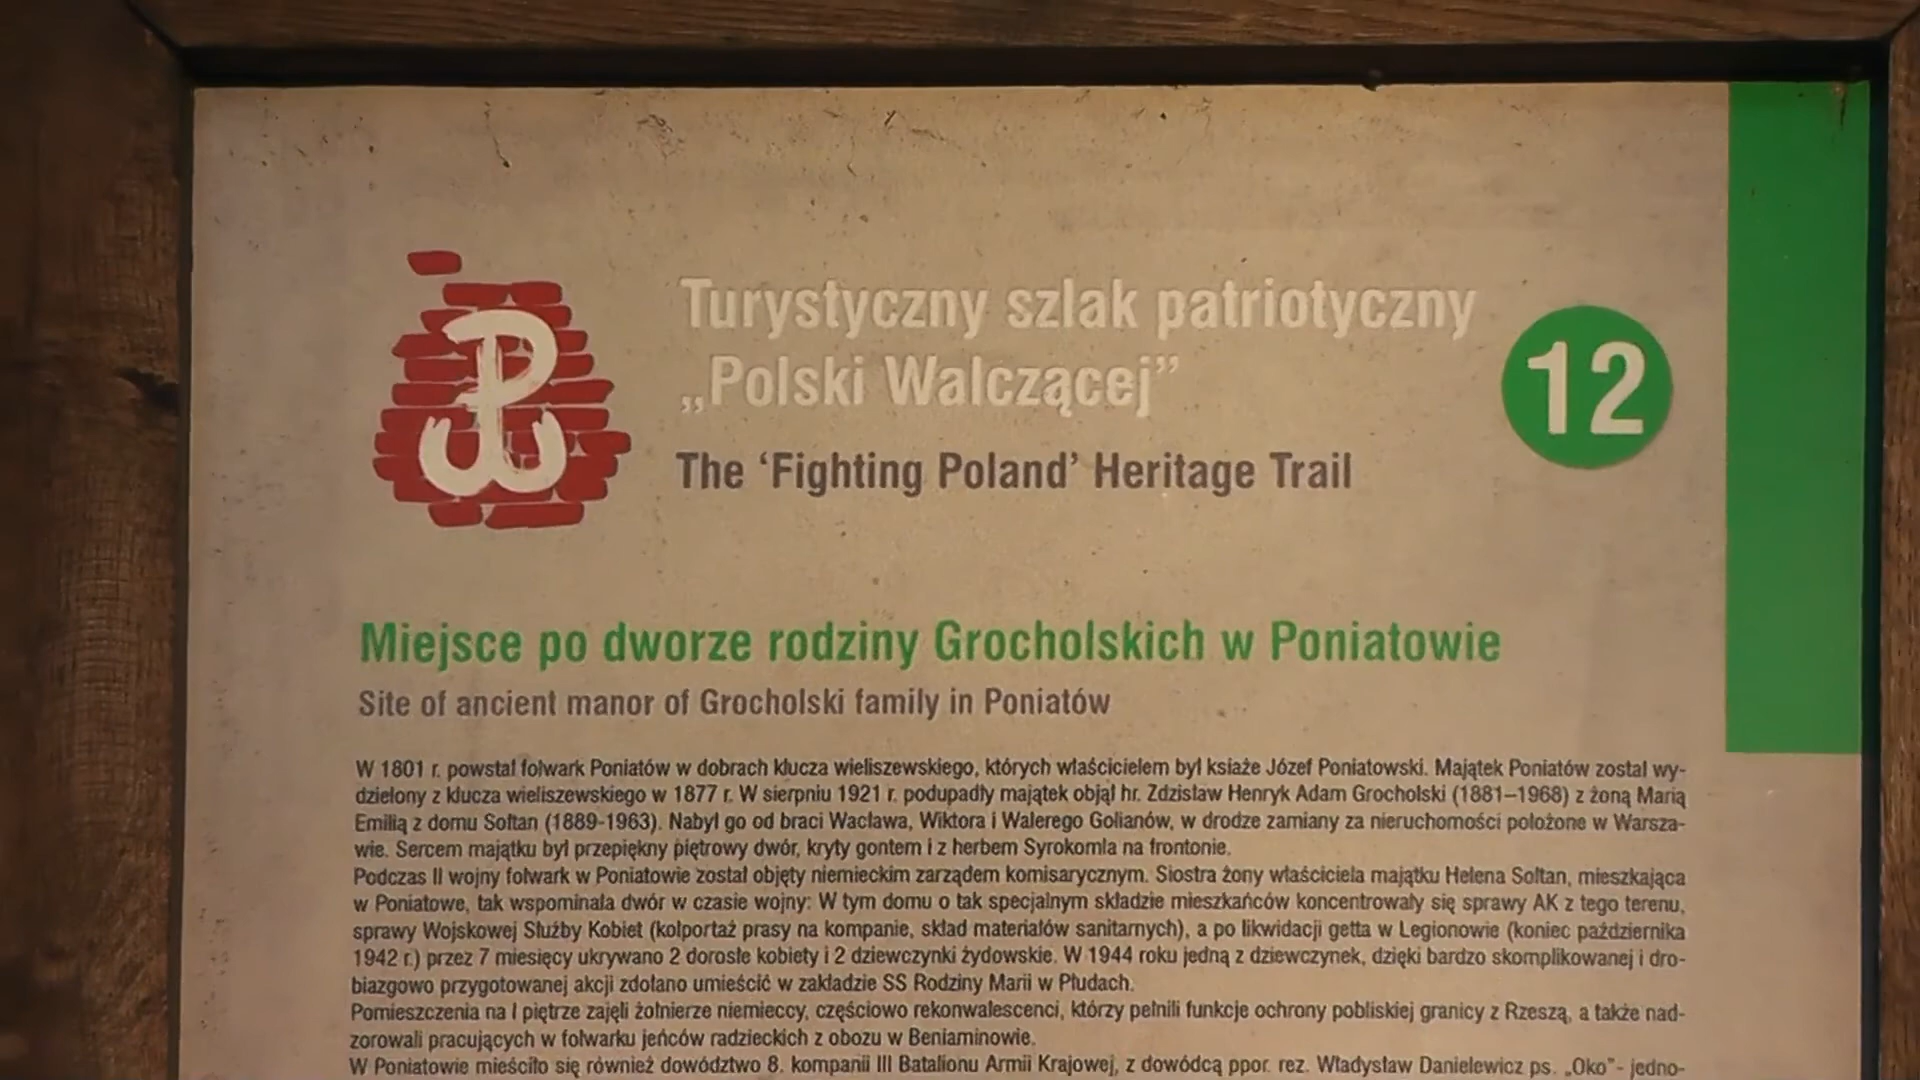 Turystyczny szlak patriotyczny
„Polski Walczącej”
12
The ‘Fighting Poland’ Heritage Trail
Miejsce po dworze rodziny Grocholskich w Poniatowie
Site of ancient manor of Grocholski family in Poniatów
W 1801 r. powstał folwark Poniatów w dobrach klucza wieliszewskiego, których właścicielem był ksiaże Józef Poniatowski. Majątek Poniatów został wy-
dzielony z klucza wieliszewskiego w 1877 r. W sierpniu 1921 r. podupadły majątek objął hr. Zdzisław Henryk Adam Grocholski (1881–1968) z żoną Marią
Emilią z domu Sołtan (1889-1963). Nabył go od braci Wacława, Wiktora i Walerego Golianów, w drodze zamiany za nieruchomości położone w Warsza-
wie. Sercem majątku był przepiękny piętrowy dwór, kryty gontem i z herbem Syrokomla na frontonie.
Podczas II wojny folwark w Poniatowie został objęty niemieckim zarządem komisarycznym. Siostra żony właściciela majątku Helena Sołtan, mieszkająca
w Poniatowe, tak wspominała dwór w czasie wojny: W tym domu o tak specjalnym składzie mieszkańców koncentrowały się sprawy AK z tego terenu,
sprawy Wojskowej Służby Kobiet (kolportaż prasy na kompanie, skład materiałów sanitarnych), a po likwidacji getta w Legionowie (koniec października
1942 r.) przez 7 miesięcy ukrywano 2 dorosłe kobiety i 2 dziewczynki żydowskie. W 1944 roku jedną z dziewczynek, dzięki bardzo skomplikowanej i dro-
biazgowo przygotowanej akcji zdołano umieścić w zakładzie SS Rodziny Marii w Płudach.
Pomieszczenia na I piętrze zajęli żołnierze niemieccy, częściowo rekonwalescenci, którzy pełnili funkcje ochrony pobliskiej granicy z Rzeszą, a także nad-
zorowali pracujących w folwarku jeńców radzieckich z obozu w Beniaminowie.
W Poniatowie mieściło się również dowództwo 8. kompanii III Batalionu Armii Krajowej, z dowódcą ppor. rez. Władysław Danielewicz ps. „Oko”- jedno-